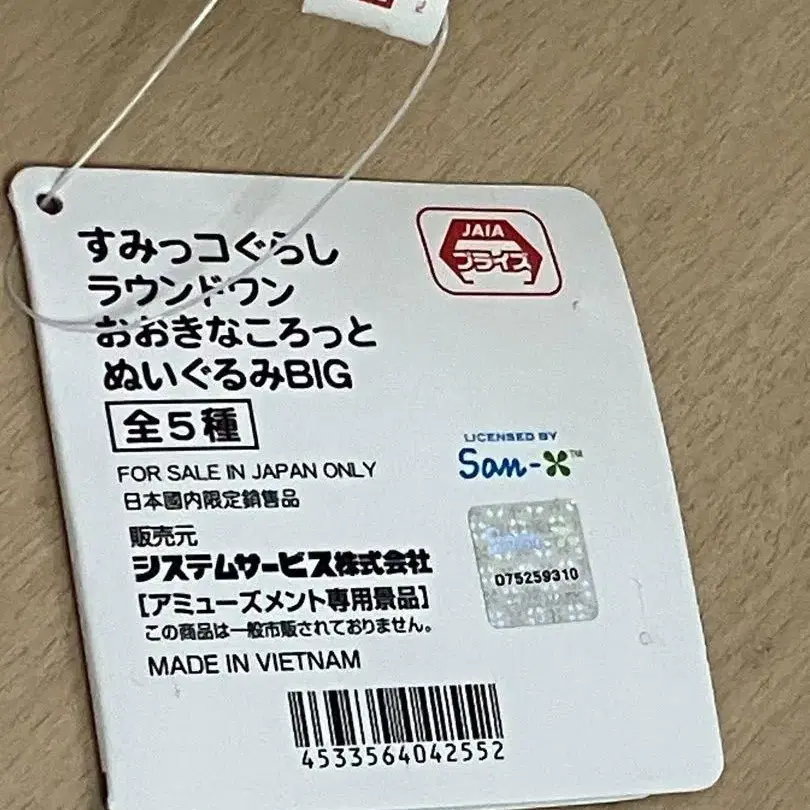 すみっコぐらし
ラウンドワン
おおきなころっと
ぬいぐるみBIG
全5種
FOR SALE IN JAPAN ONLY
日本國内限定銷售品
販売元
システムサービス株式会社
[アミューズメント専用景品]
この商品は一般市販されておりません。
MADE IN VIETNAM
4533564042552
JAIA
プライズ
LICENSED BY
San-X™
075259310